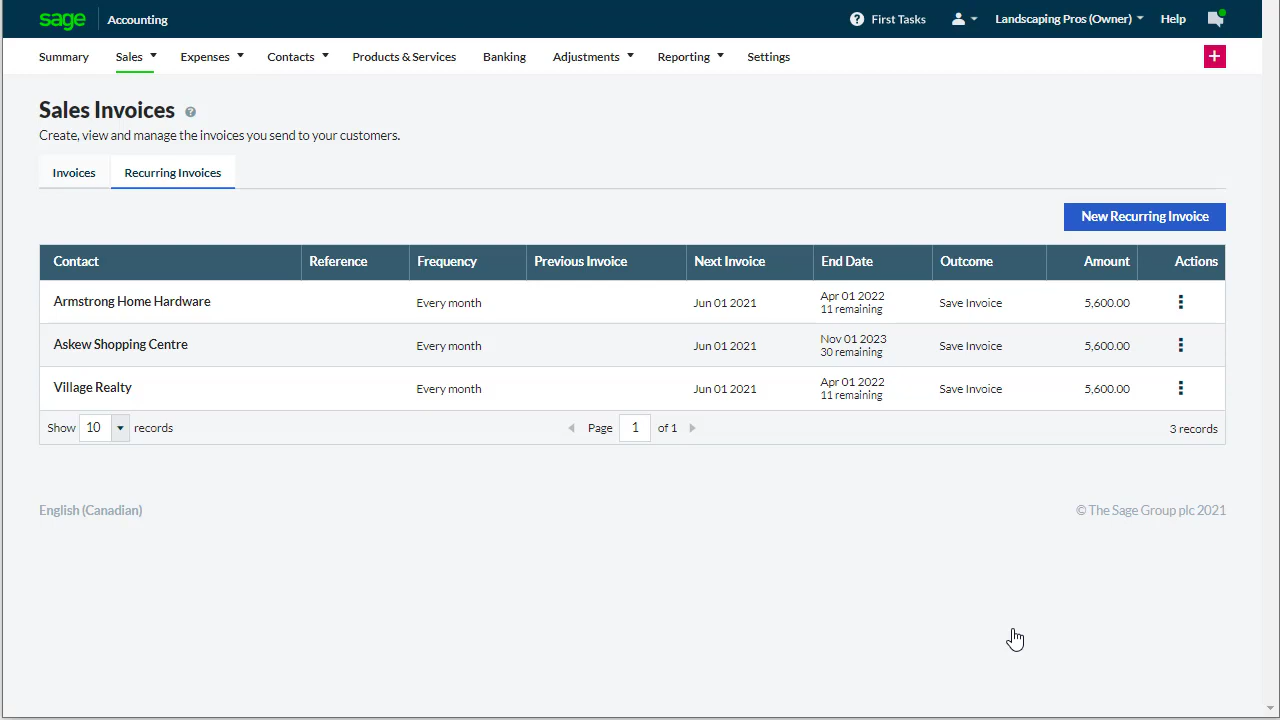 sage Accounting First Tasks Landscaping Pros (Owner) Help
Summary Sales Expenses Contacts Products & Services Banking Adjustments Reporting Settings +
Sales Invoices ?
Create, view and manage the invoices you send to your customers.
Invoices Recurring Invoices
New Recurring Invoice
Contact Reference Frequency Previous Invoice Next Invoice End Date Outcome Amount Actions
Armstrong Home Hardware Every month Jun 01 2021 Apr 01 2022 11 remaining Save Invoice 5,600.00
Askew Shopping Centre Every month Jun 01 2021 Nov 01 2023 30 remaining Save Invoice 5,600.00
Village Realty Every month Jun 01 2021 Apr 01 2022 11 remaining Save Invoice 5,600.00
Show 10 records Page 1 of 1 3 records
English (Canadian) © The Sage Group plc 2021